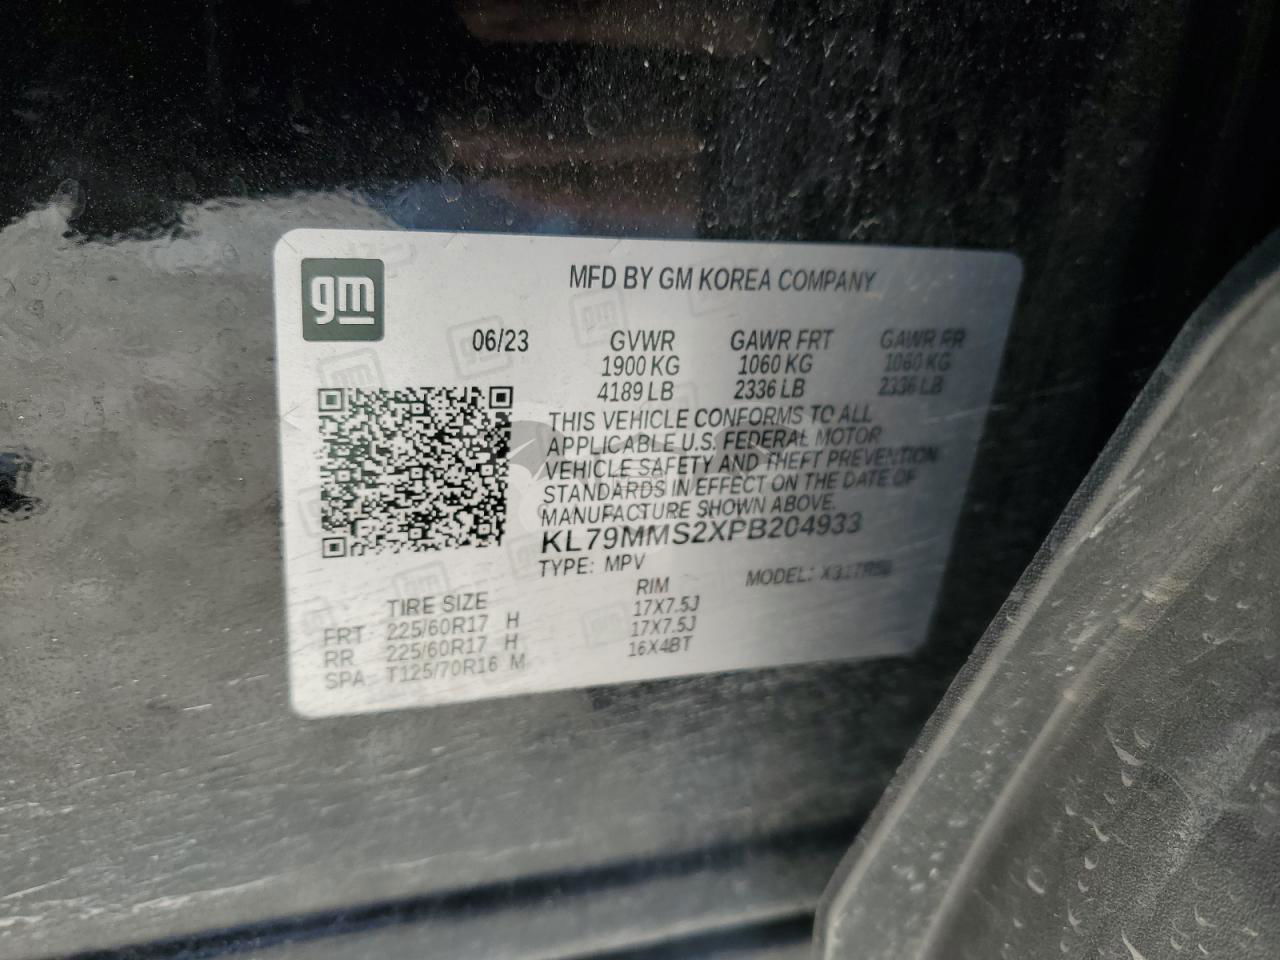 gm
MFD BY GM KOREA COMPANY
06/23 GVWR GAWR FRT GAWR RR
1900 KG 1060 KG 1060 KG
4189 LB 2336 LB 2336 LB
THIS VEHICLE CONFORMS TO ALL
APPLICABLE U.S. FEDERAL MOTOR
VEHICLE SAFETY AND THEFT PREVENTION
STANDARDS IN EFFECT ON THE DATE OF
MANUFACTURE SHOWN ABOVE.
KL79MMS2XPB204933
TYPE: MPV MODEL:
TIRE SIZE RIM
FRT 225/60R17 H 17X7.5J
RR 225/60R17 H 17X7.5J
SPA T125/70R16 M 16X4BT